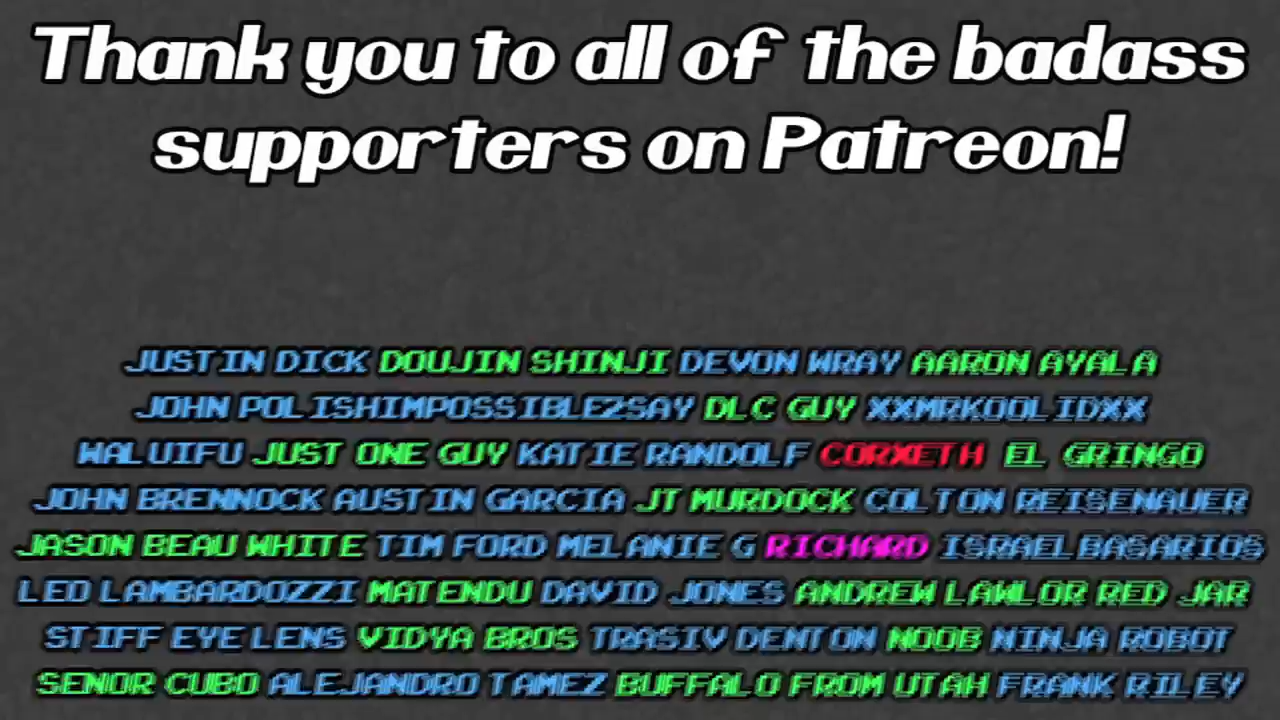 Thank you to all of the badass
supporters on Patreon!
JUSTIN DICK DOUJIN SHINJI DEVON WRAY AARON AYALA
JOHN POLISHIMPOSSIBLE2SAY DLC GUY XXMRKOOLIDXX
WALUIFU JUST ONE GUY KATIE RANDOLF CORXETH EL GRINGO
JOHN BRENNOCK AUSTIN GARCIA JT MURDOCK COLTON REISENAUER
JASON BEAU WHITE TIM FORD MELANIE G RICHARD ISRAELBASARIOS
LEO LAMBARDOZZI MATENDU DAVID JONES ANDREW LAWLOR RED JAR
STIFF EYE LENS VIDYA BROS TRASIV DENTON NOOB NINJA ROBOT
SENOR CUBO ALEJANDRO TAMEZ BUFFALO FROM UTAH FRANK RILEY